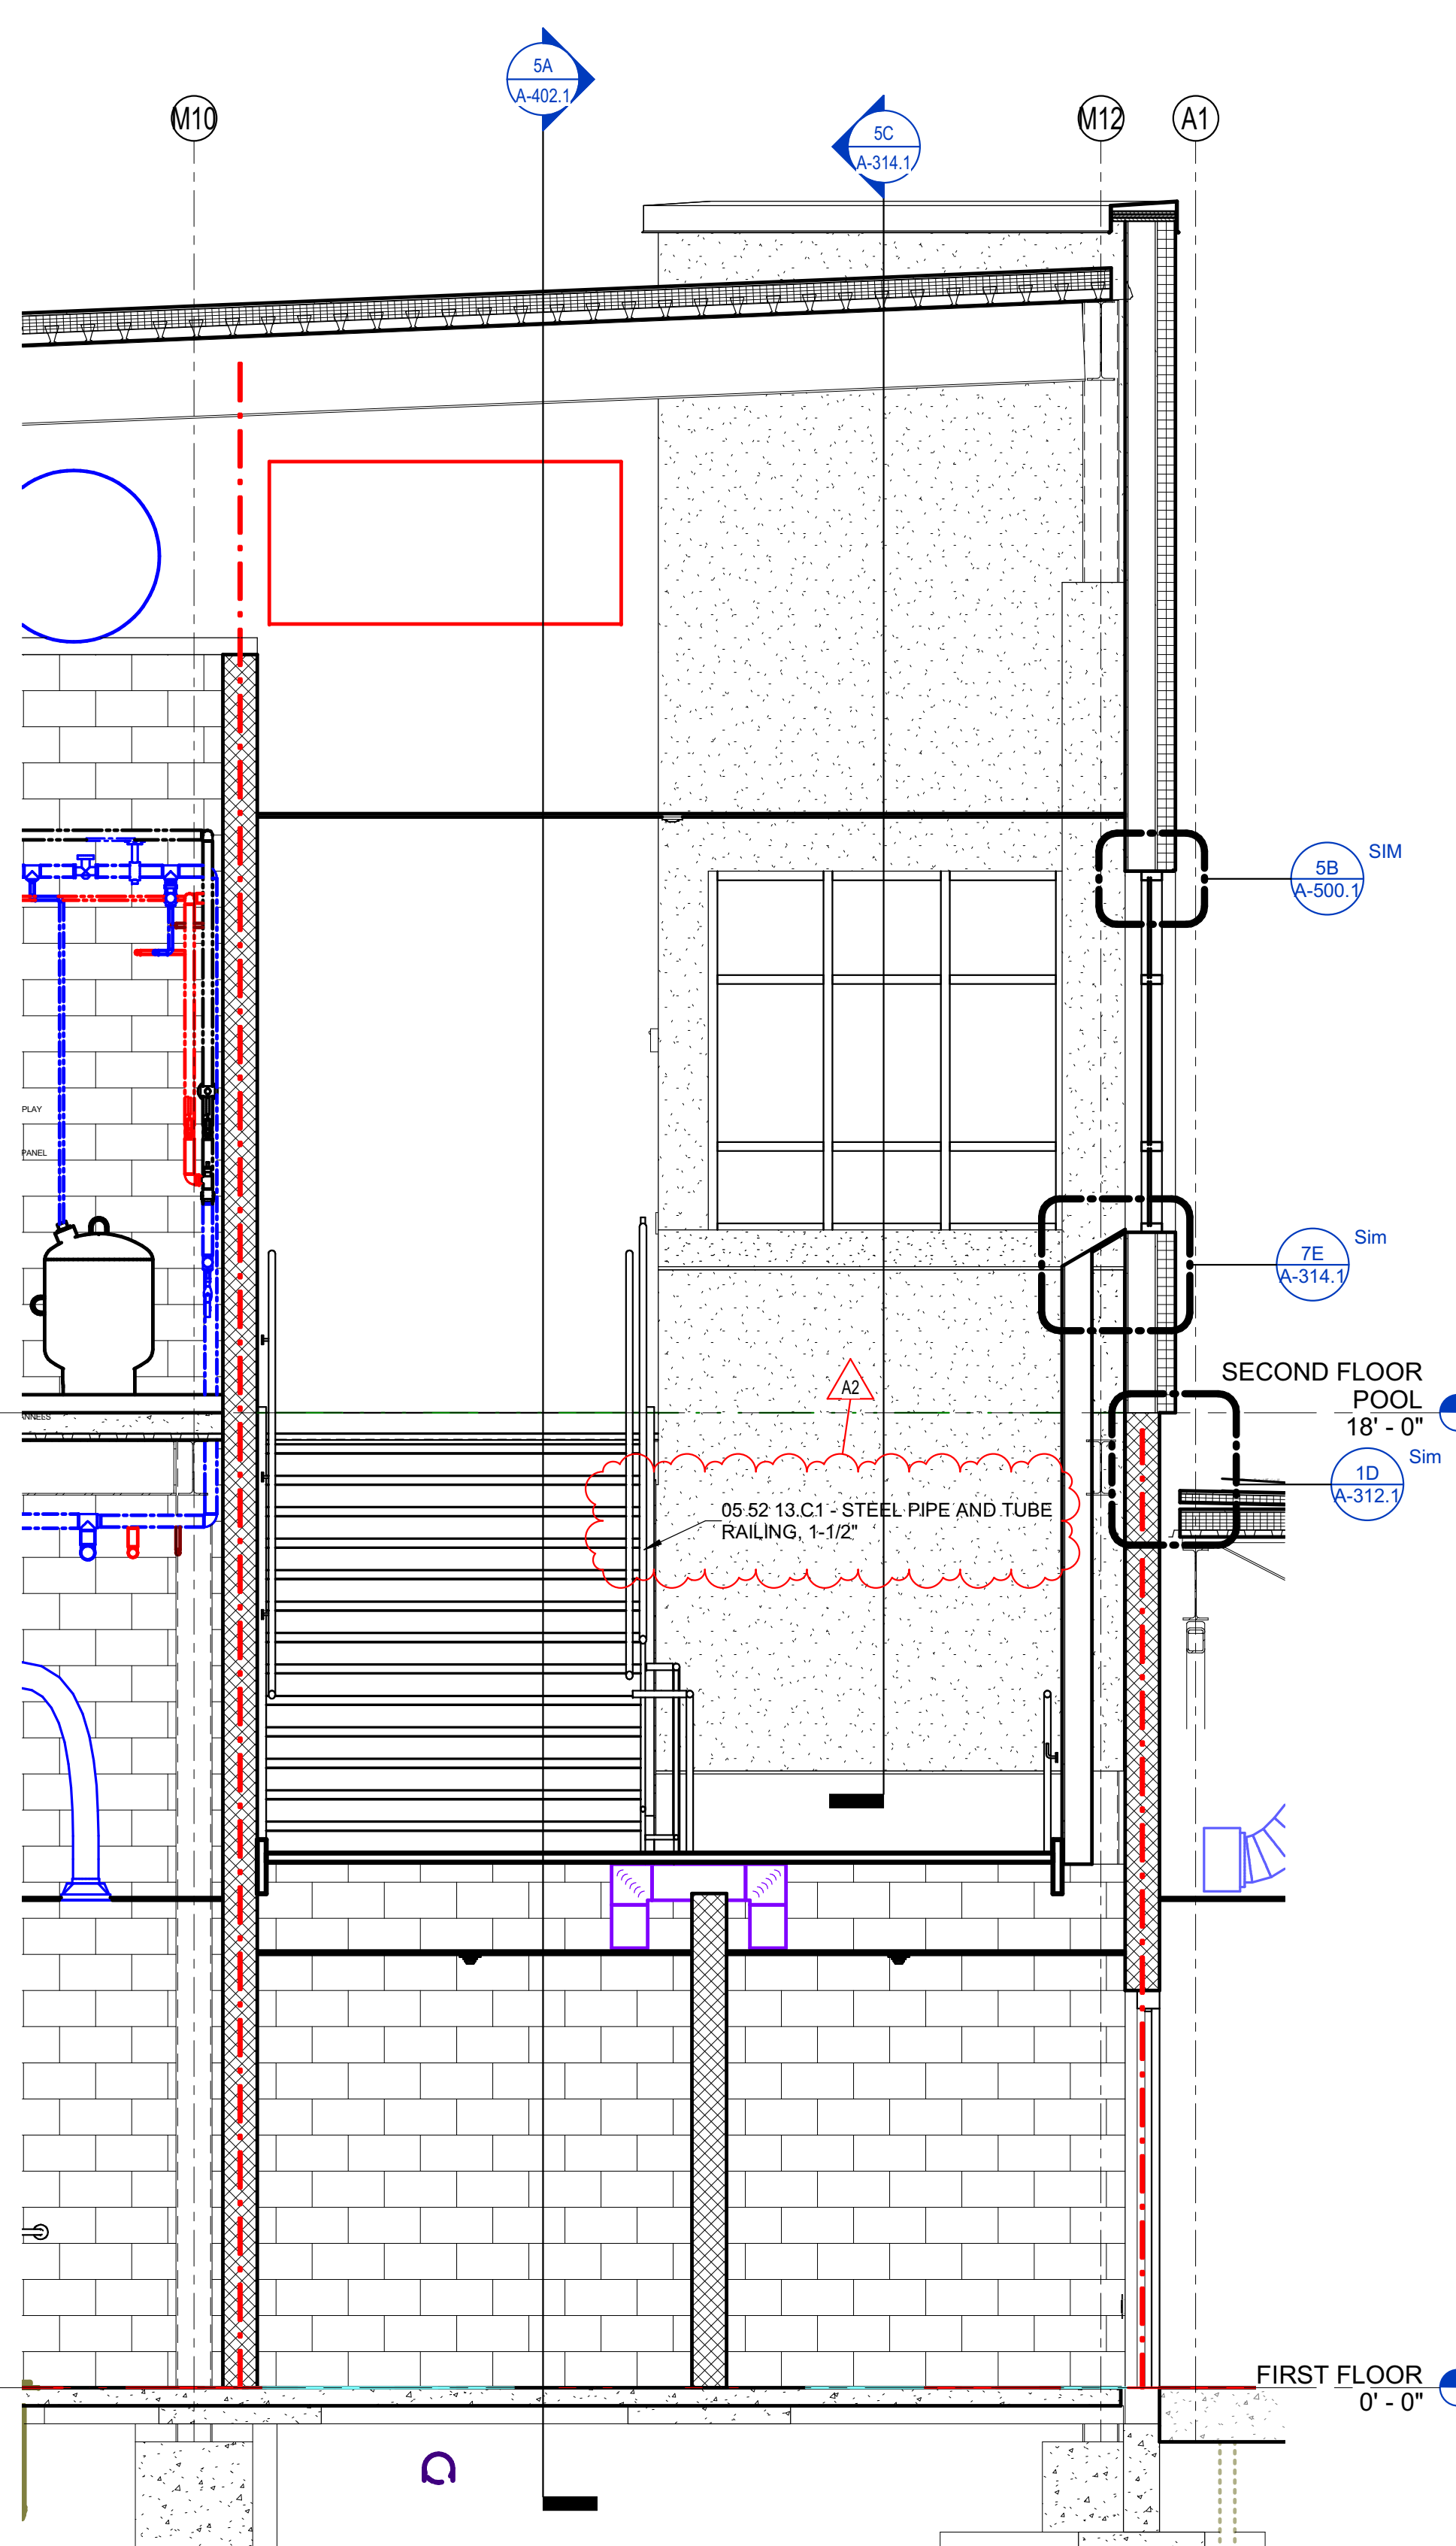 5A
A-402.1
M10
M12
A1
5C
A-314.1
5B
A-500.1
SIM
PLAY
PANEL
7E
A-314.1
Sim
SECOND FLOOR
POOL
18' - 0"
A2
1D
A-312.1
Sim
05 52 13.C1 - STEEL PIPE AND TUBE
RAILING, 1-1/2"
FIRST FLOOR
0' - 0"